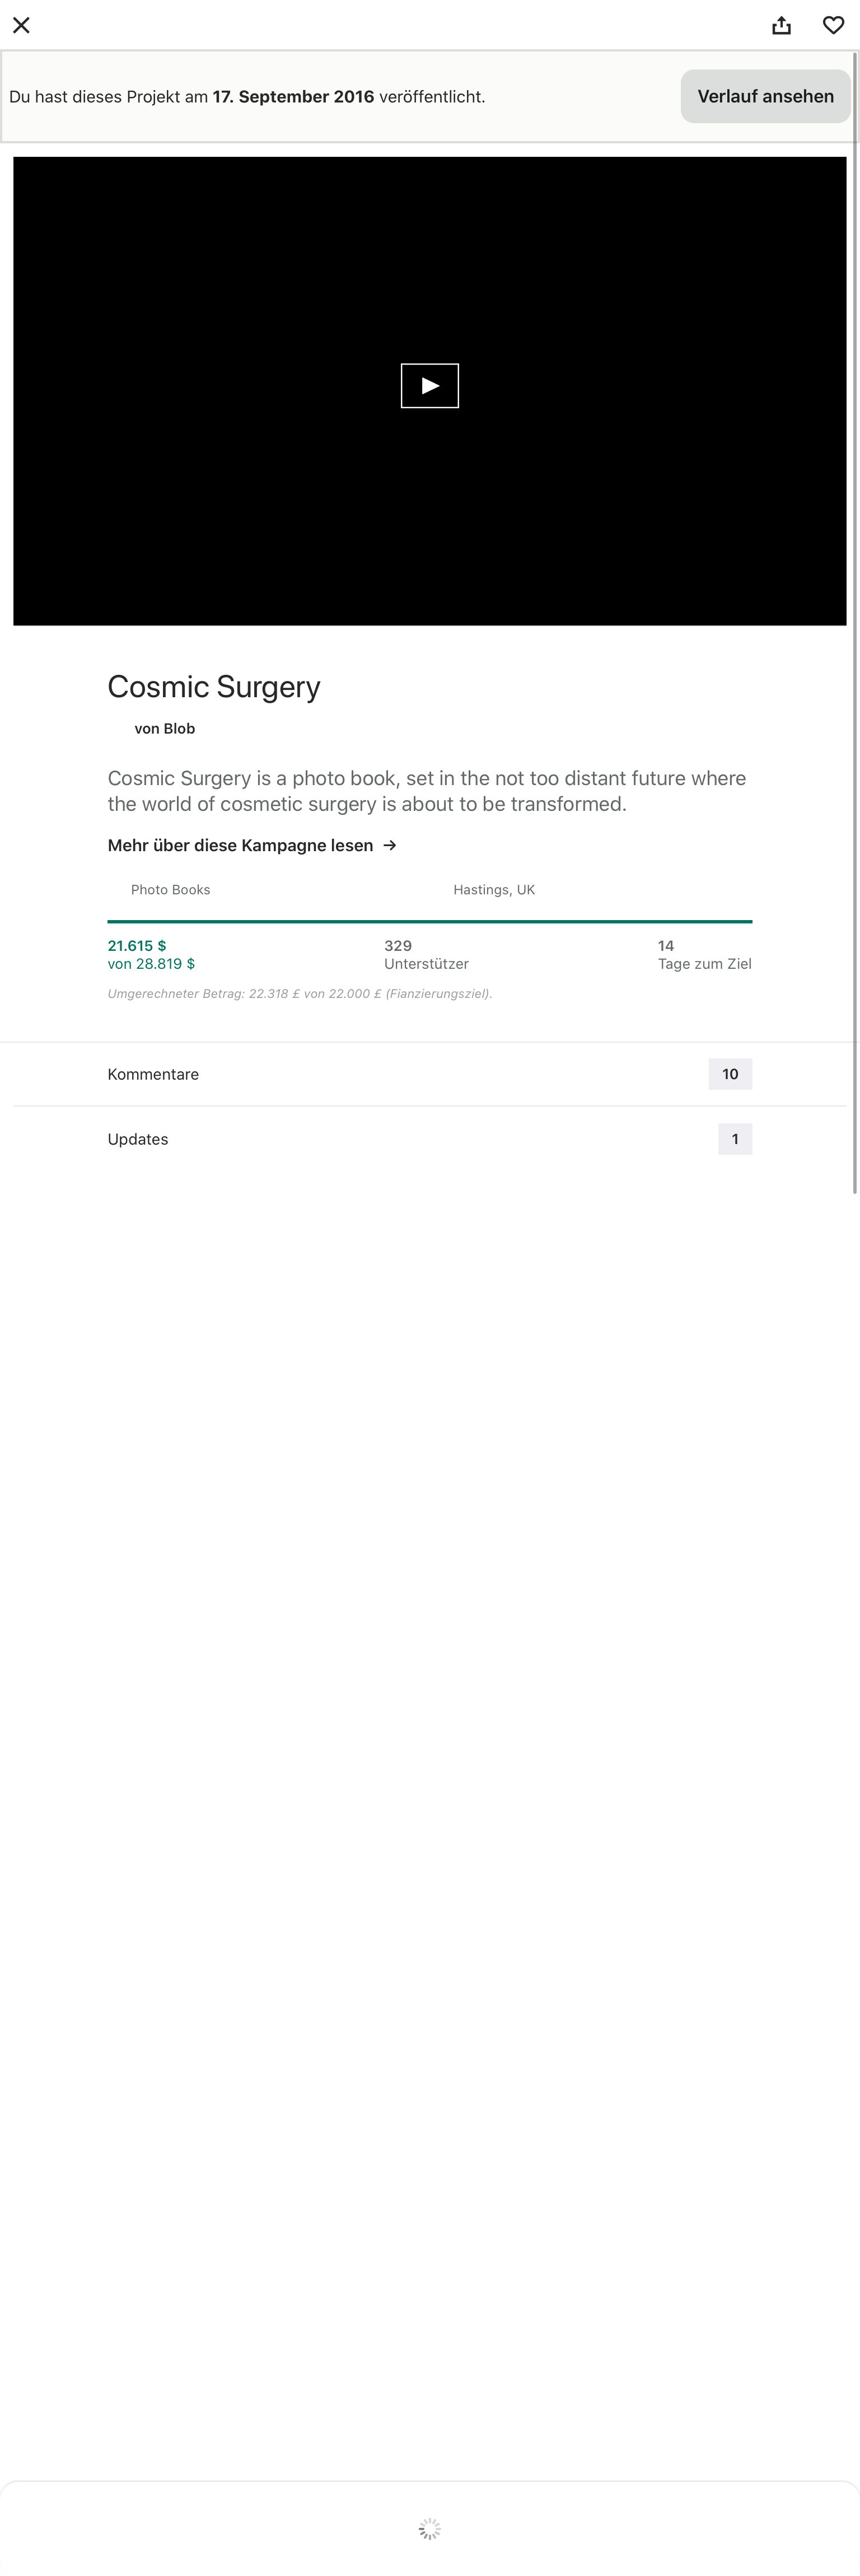 Du hast dieses Projekt am 17. September 2016 veröffentlicht.
Verlauf ansehen
Cosmic Surgery
von Blob
Cosmic Surgery is a photo book, set in the not too distant future where
the world of cosmetic surgery is about to be transformed.
Mehr über diese Kampagne lesen →
Photo Books
Hastings, UK
21.615 $
von 28.819 $
329
Unterstützer
14
Tage zum Ziel
Umgerechneter Betrag: 22.318 £ von 22.000 £ (Fianzierungsziel).
Kommentare
10
Updates
1